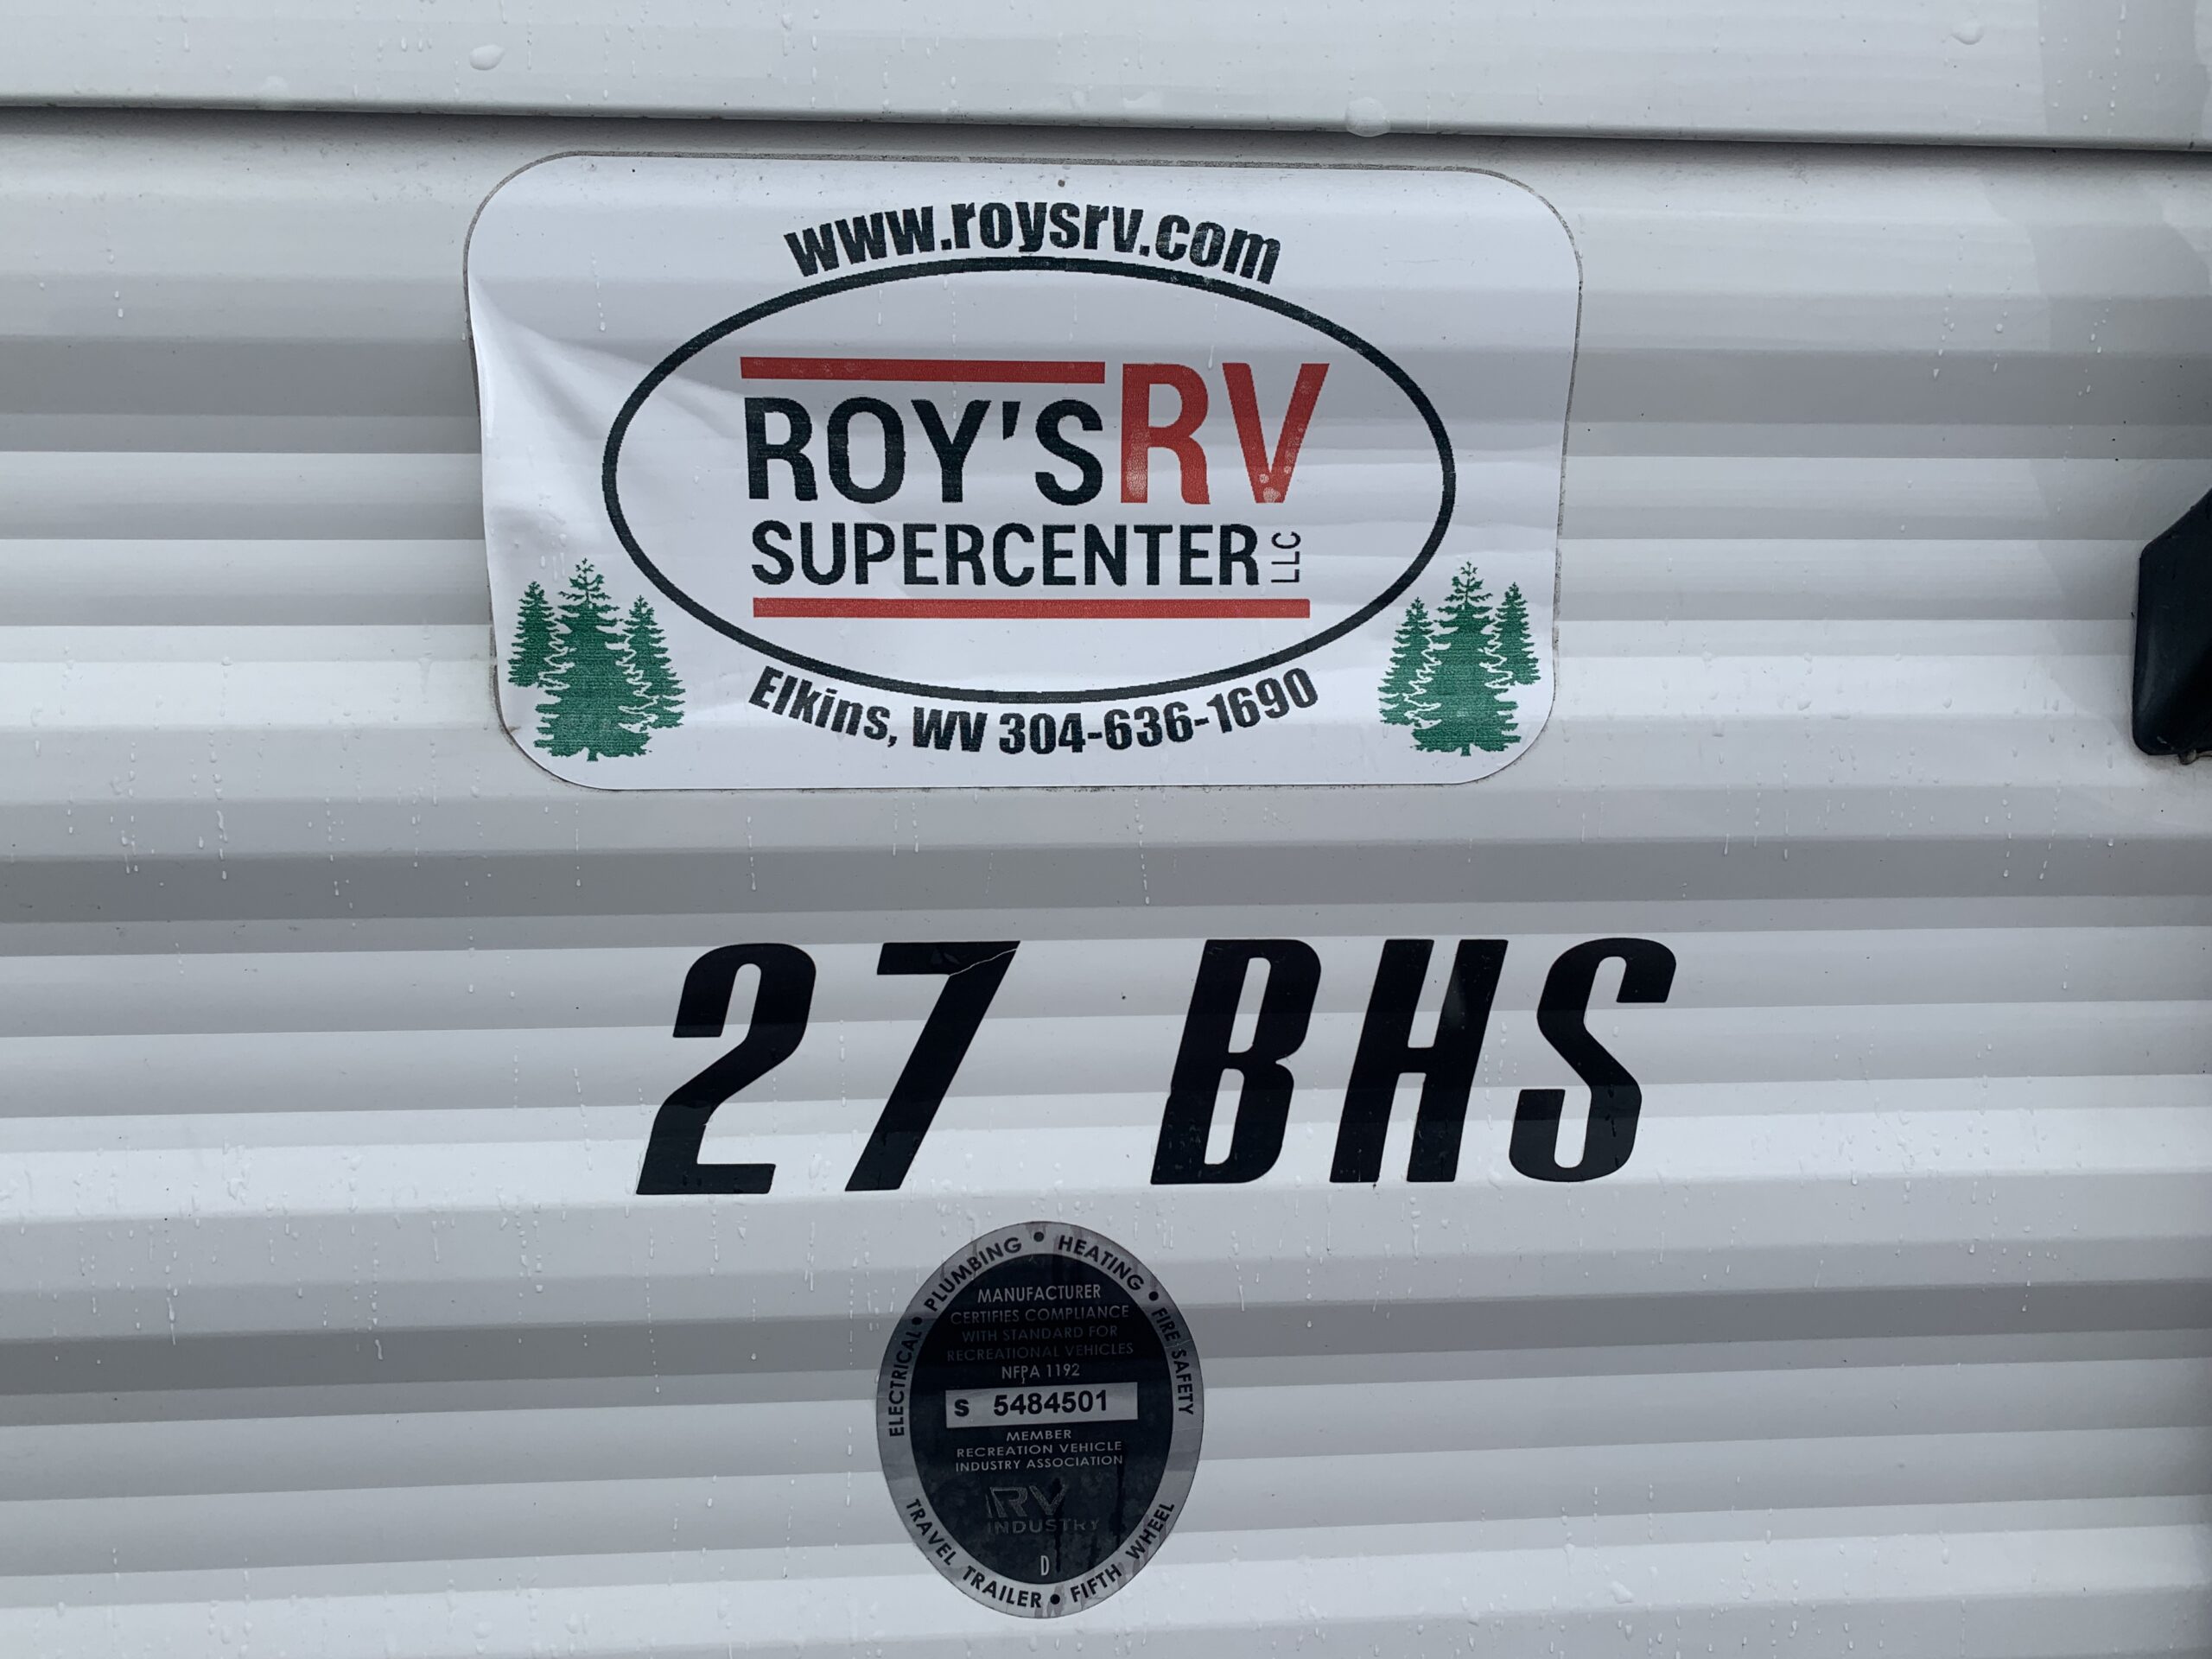 www.roysrv.com
ROY'S RV
SUPERCENTER LLC
Elkins, WV 304-636-1690
27 BHS
ELECTRICAL • PLUMBING • HEATING • FIRE SAFETY
MANUFACTURER
CERTIFIES COMPLIANCE
WITH STANDARD FOR
RECREATIONAL VEHICLES
NFPA 1192
S 5484501
MEMBER
RECREATION VEHICLE
INDUSTRY ASSOCIATION
RV
INDUSTRY
D
TRAVEL TRAILER • FIFTH WHEEL